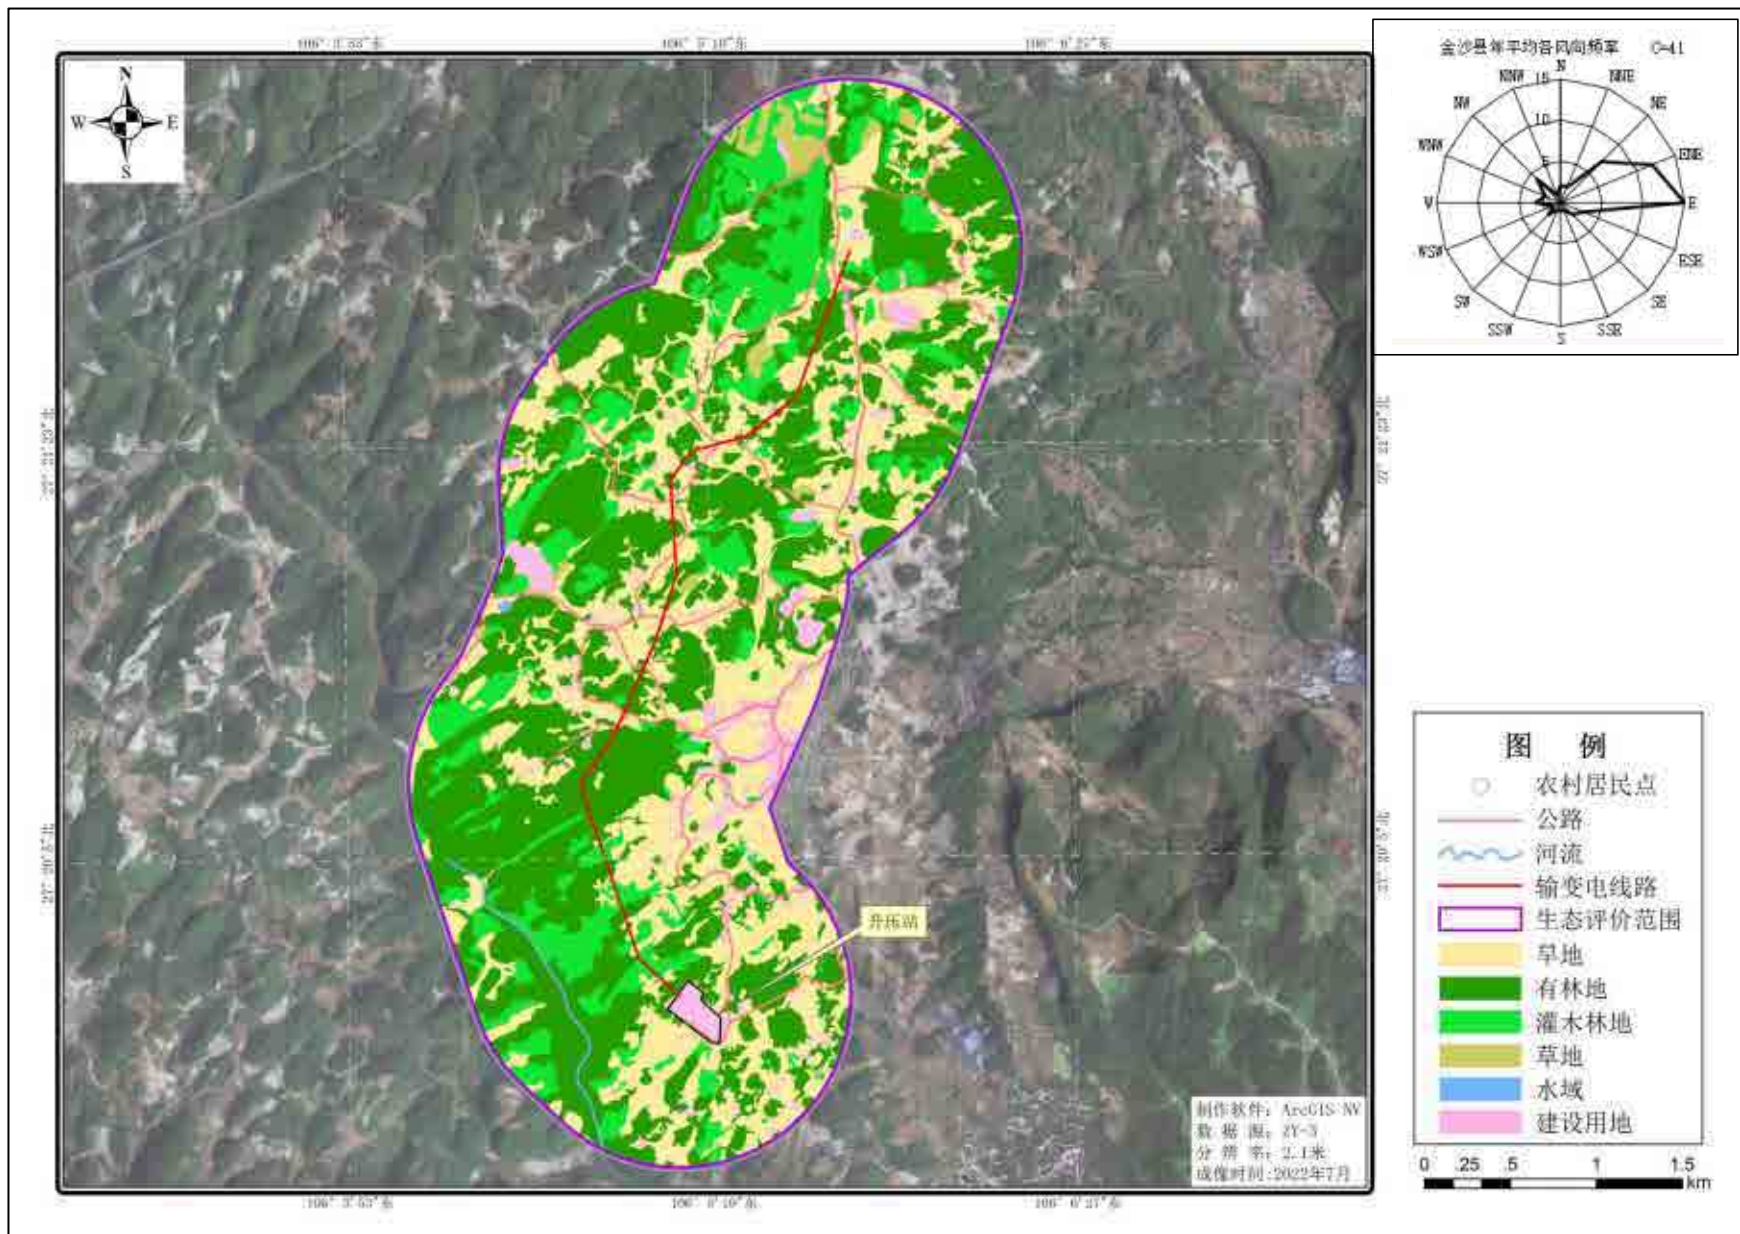 金沙县年平均各风向频率 C=41
N
NNW
NNE
NW
NE
WNW
ENE
W
E
WSW
ESE
SW
SE
SSW
SSE
S
15
10
5
N
W
E
S
升压站
制作软件：ArcGIS NV
数 据 源：ZY-3
分 辨 率：2.1米
成像时间:2022年7月
图 例
农村居民点
公路
河流
输变电线路
生态评价范围
旱地
有林地
灌木林地
草地
水域
建设用地
0 .25 .5 1 1.5
km